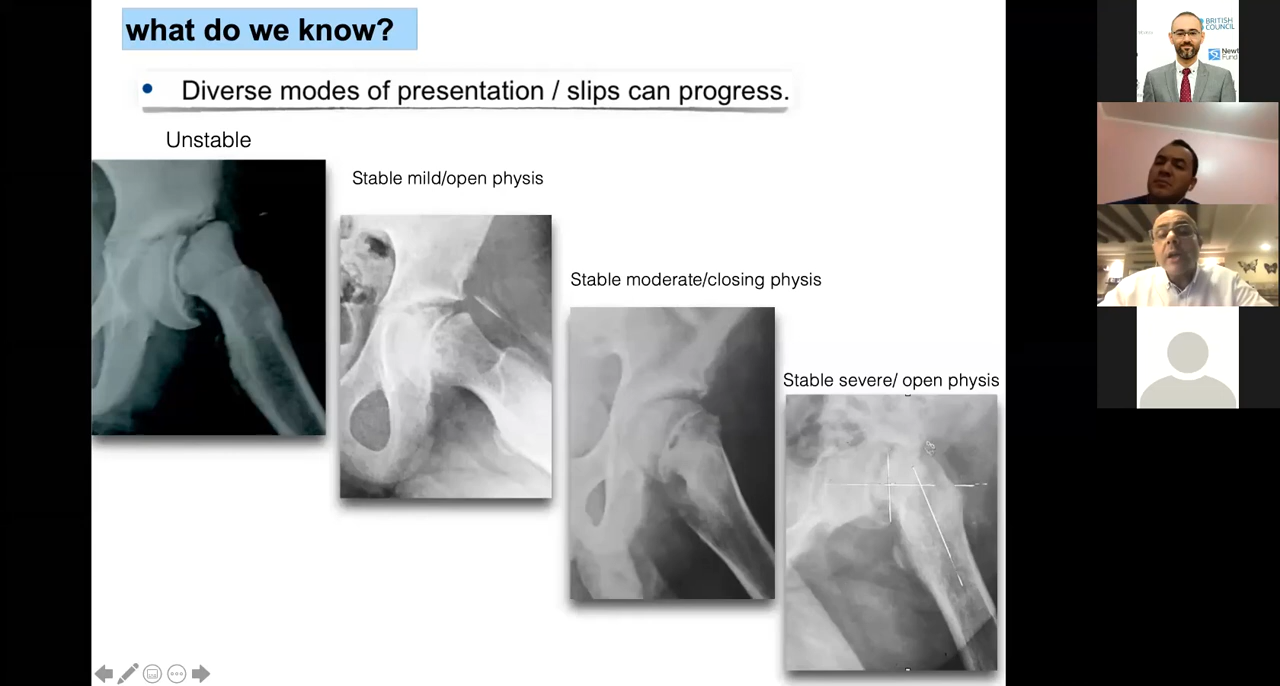 what do we know?
• Diverse modes of presentation / slips can progress.
Unstable
Stable mild/open physis
Stable moderate/closing physis
Stable severe/ open physis
BRITISH
COUNCIL
Fund